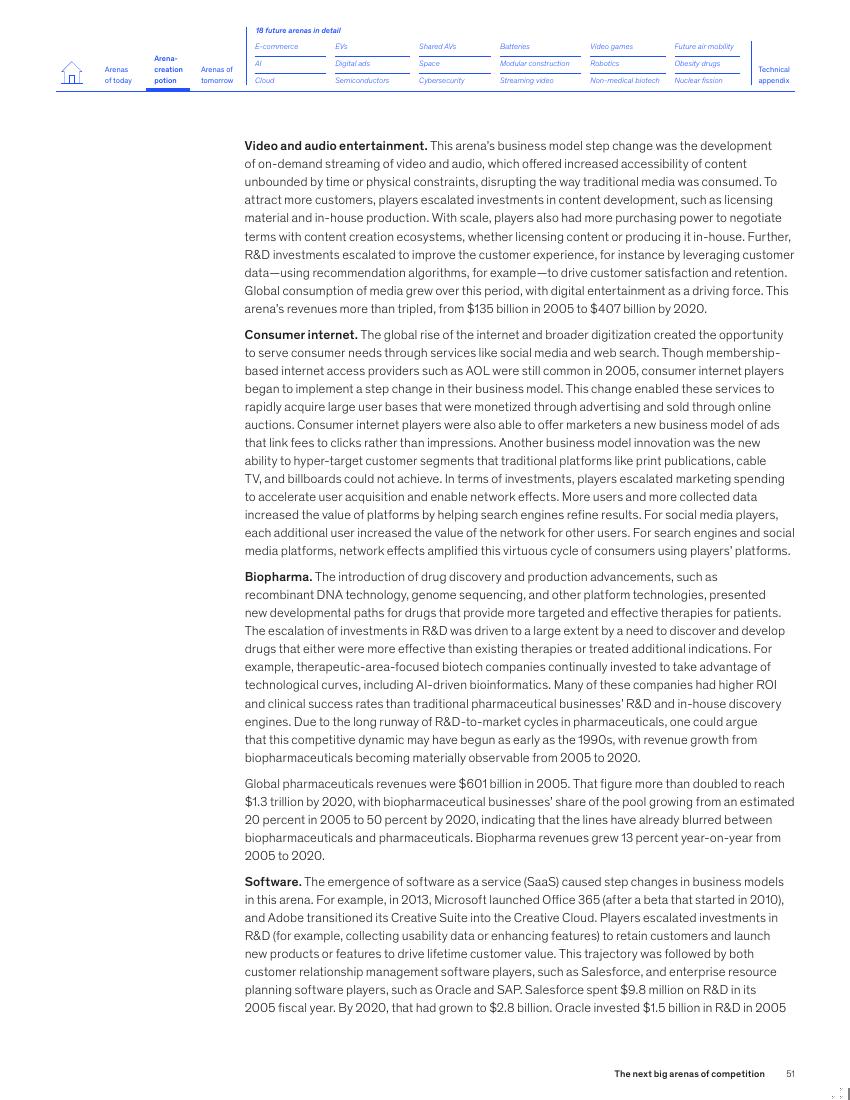 18 future arenas in detail
Arenas of today
Arena-creation potion
Arenas of tomorrow
E-commerce EVs Shared AVs Batteries Video games Future air mobility
AI Digital ads Space Modular construction Robotics Obesity drugs
Cloud Semiconductors Cybersecurity Streaming video Non-medical biotech Nuclear fission
Technical appendix
Video and audio entertainment. This arena's business model step change was the development
of on-demand streaming of video and audio, which offered increased accessibility of content
unbounded by time or physical constraints, disrupting the way traditional media was consumed. To
attract more customers, players escalated investments in content development, such as licensing
material and in-house production. With scale, players also had more purchasing power to negotiate
terms with content creation ecosystems, whether licensing content or producing it in-house. Further,
R&D investments escalated to improve the customer experience, for instance by leveraging customer
data—using recommendation algorithms, for example—to drive customer satisfaction and retention.
Global consumption of media grew over this period, with digital entertainment as a driving force. This
arena's revenues more than tripled, from $135 billion in 2005 to $407 billion by 2020.
Consumer internet. The global rise of the internet and broader digitization created the opportunity
to serve consumer needs through services like social media and web search. Though membership-
based internet access providers such as AOL were still common in 2005, consumer internet players
began to implement a step change in their business model. This change enabled these services to
rapidly acquire large user bases that were monetized through advertising and sold through online
auctions. Consumer internet players were also able to offer marketers a new business model of ads
that link fees to clicks rather than impressions. Another business model innovation was the new
ability to hyper-target customer segments that traditional platforms like print publications, cable
TV, and billboards could not achieve. In terms of investments, players escalated marketing spending
to accelerate user acquisition and enable network effects. More users and more collected data
increased the value of platforms by helping search engines refine results. For social media players,
each additional user increased the value of the network for other users. For search engines and social
media platforms, network effects amplified this virtuous cycle of consumers using players' platforms.
Biopharma. The introduction of drug discovery and production advancements, such as
recombinant DNA technology, genome sequencing, and other platform technologies, presented
new developmental paths for drugs that provide more targeted and effective therapies for patients.
The escalation of investments in R&D was driven to a large extent by a need to discover and develop
drugs that either were more effective than existing therapies or treated additional indications. For
example, therapeutic-area-focused biotech companies continually invested to take advantage of
technological curves, including AI-driven bioinformatics. Many of these companies had higher ROI
and clinical success rates than traditional pharmaceutical businesses' R&D and in-house discovery
engines. Due to the long runway of R&D-to-market cycles in pharmaceuticals, one could argue
that this competitive dynamic may have begun as early as the 1990s, with revenue growth from
biopharmaceuticals becoming materially observable from 2005 to 2020.
Global pharmaceuticals revenues were $601 billion in 2005. That figure more than doubled to reach
$1.3 trillion by 2020, with biopharmaceutical businesses' share of the pool growing from an estimated
20 percent in 2005 to 50 percent by 2020, indicating that the lines have already blurred between
biopharmaceuticals and pharmaceuticals. Biopharma revenues grew 13 percent year-on-year from
2005 to 2020.
Software. The emergence of software as a service (SaaS) caused step changes in business models
in this arena. For example, in 2013, Microsoft launched Office 365 (after a beta that started in 2010),
and Adobe transitioned its Creative Suite into the Creative Cloud. Players escalated investments in
R&D (for example, collecting usability data or enhancing features) to retain customers and launch
new products or features to drive lifetime customer value. This trajectory was followed by both
customer relationship management software players, such as Salesforce, and enterprise resource
planning software players, such as Oracle and SAP. Salesforce spent $9.8 million on R&D in its
2005 fiscal year. By 2020, that had grown to $2.8 billion. Oracle invested $1.5 billion in R&D in 2005
The next big arenas of competition 51